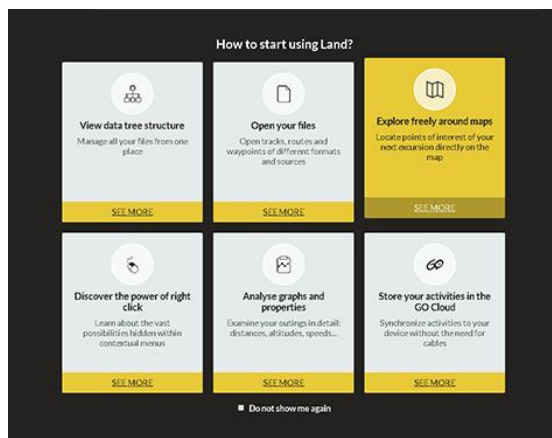 How to start using Land?
View data tree structure
Manage all your files from one
place
SEE MORE
Open your files
Open tracks, routes and
waypoints of different formats
and sources
SEE MORE
Explore freely around maps
Locate points of interest of your
next excursion directly on the
map
SEE MORE
Discover the power of right
click
Learn about the vast
possibilities hidden within
contextual menus
SEE MORE
Analyse graphs and
properties
Examine your outings in detail:
distances, altitudes, speeds...
SEE MORE
GO
Store your activities in the
GO Cloud
Synchronize activities to your
device without the need for
cables
SEE MORE
Do not show me again